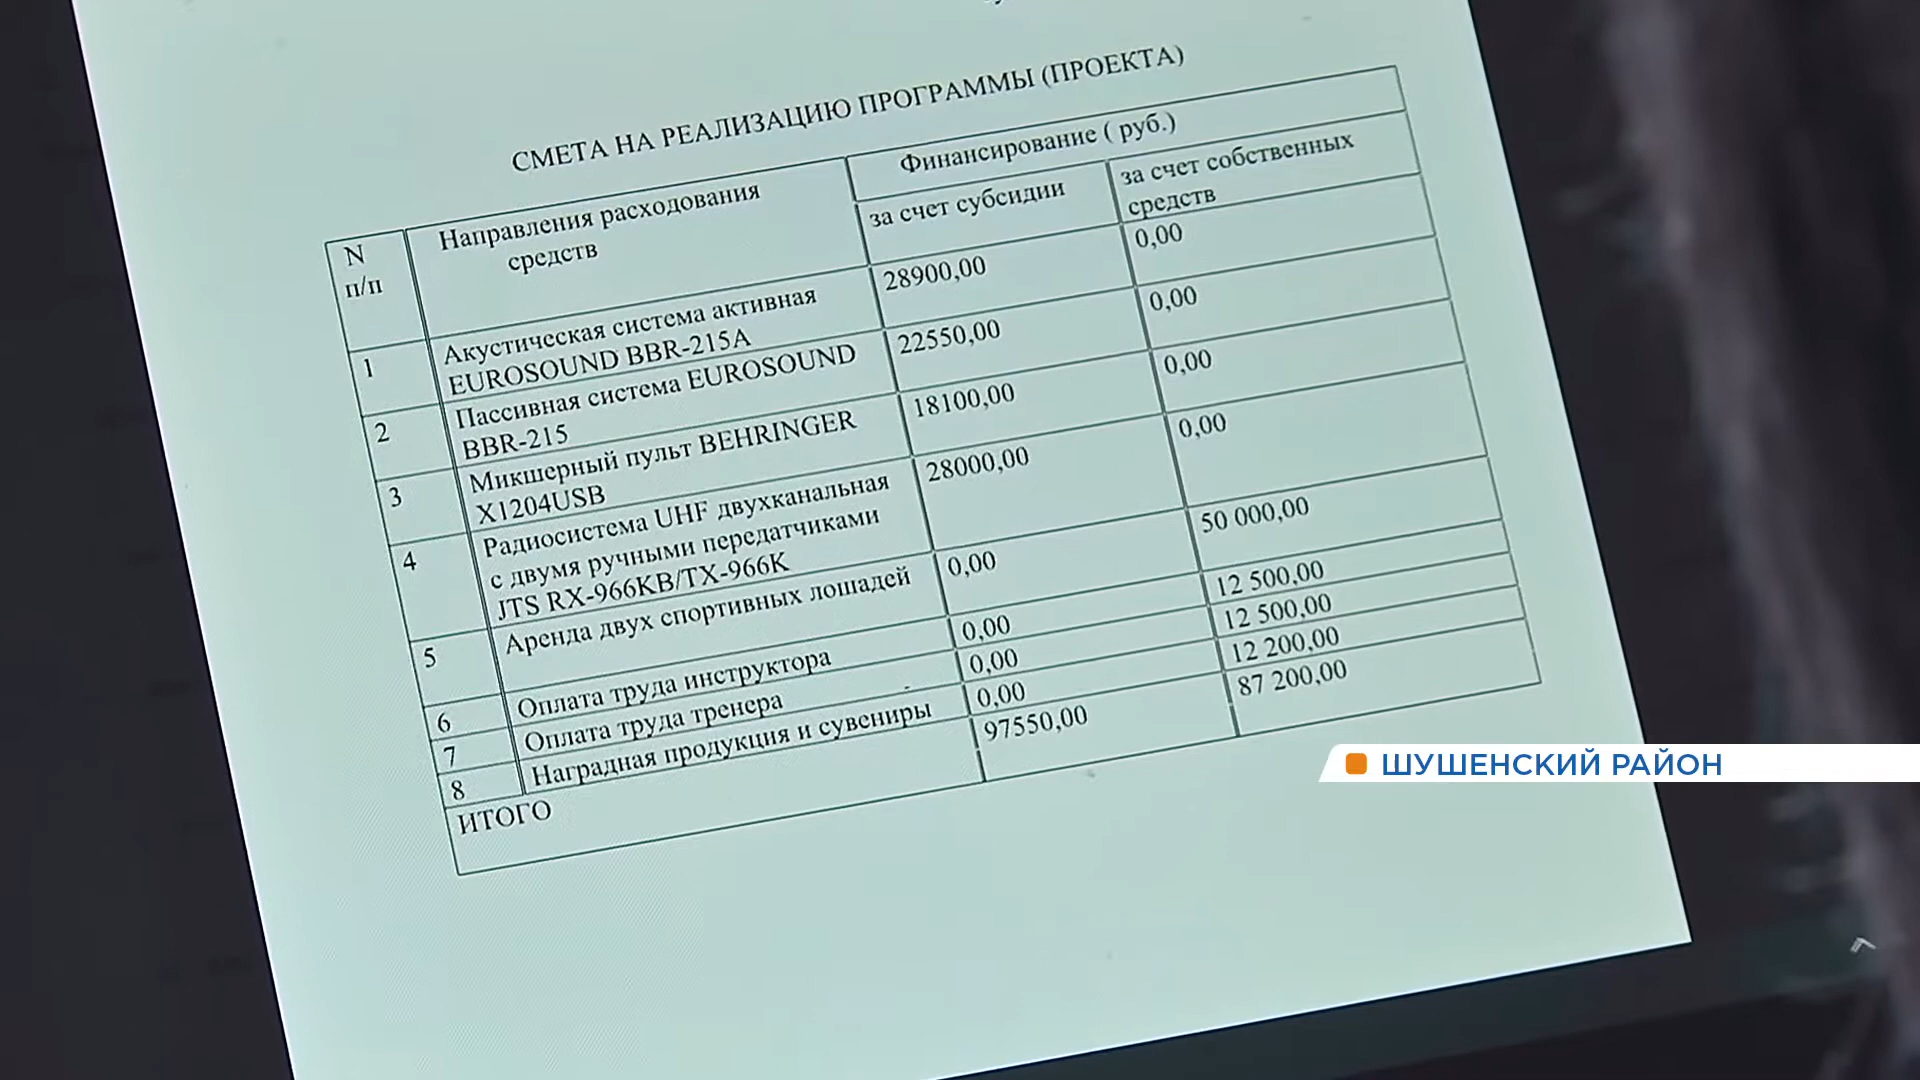 СМЕТА НА РЕАЛИЗАЦИЮ ПРОГРАММЫ (ПРОЕКТА)
N п/п
Направления расходования
средств
Финансирование ( руб.)
за счет субсидии
за счет собственных
средств
1
Акустическая система активная
EUROSOUND BBR-215A
28900,00
0,00
2
Пассивная система EUROSOUND
BBR-215
22550,00
0,00
3
Микшерный пульт BEHRINGER
X1204USB
18100,00
0,00
4
Радиосистема UHF двухканальная
с двумя ручными передатчиками
JTS RX-966KB/TX-966K
28000,00
0,00
5
Аренда двух спортивных лошадей
0,00
50 000,00
6
Оплата труда инструктора
0,00
12 500,00
7
Оплата труда тренера
0,00
12 500,00
8
Наградная продукция и сувениры
0,00
12 200,00
ИТОГО
97550,00
87 200,00
ШУШЕНСКИЙ РАЙОН